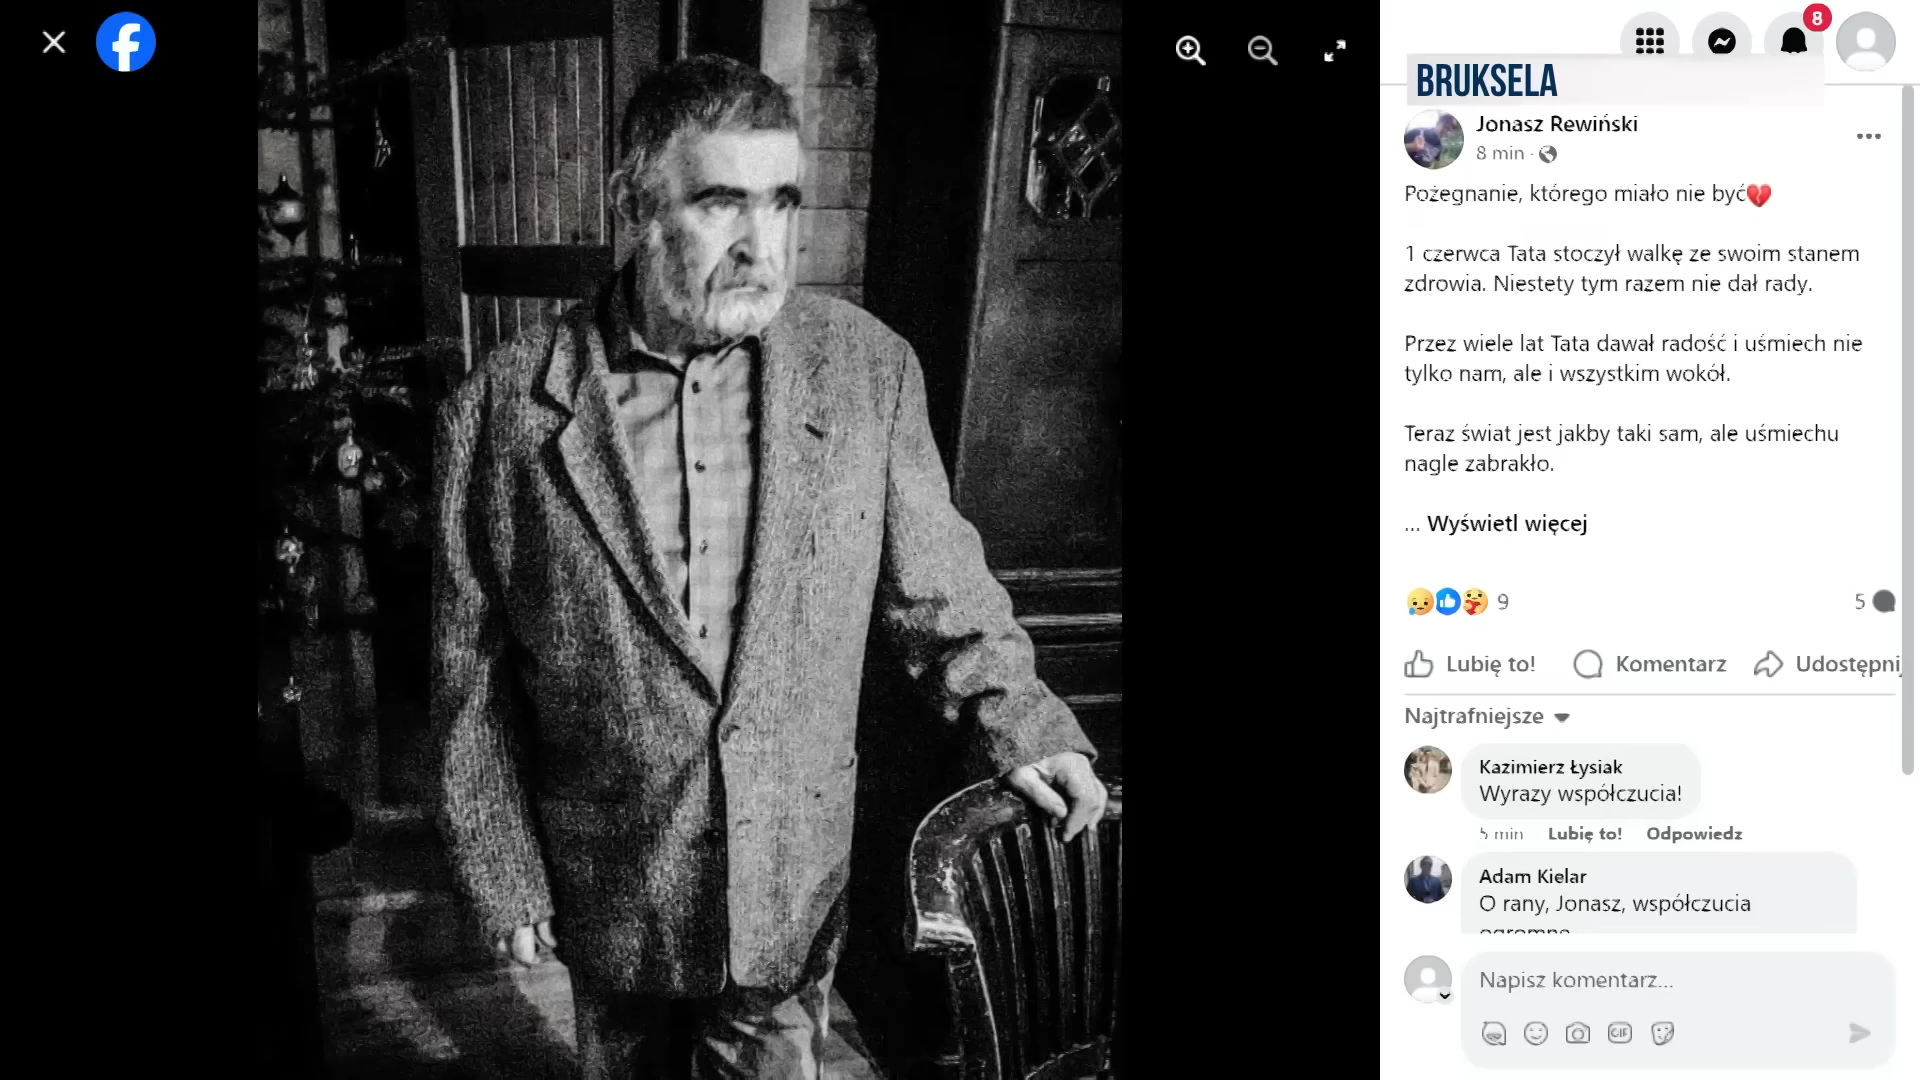 8
BRUKSELA
Jonasz Rewiński
8 min ·
Pożegnanie, którego miało nie być💔
1 czerwca Tata stoczył walkę ze swoim stanem
zdrowia. Niestety tym razem nie dał rady.
Przez wiele lat Tata dawał radość i uśmiech nie
tylko nam, ale i wszystkim wokół.
Teraz świat jest jakby taki sam, ale uśmiechu
nagle zabrakło.
... Wyświetl więcej
9
5
Lubię to! Komentarz Udostępnij
Najtrafniejsze
Kazimierz Łysiak
Wyrazy współczucia!
5 min Lubię to! Odpowiedz
Adam Kielar
O rany, Jonasz, współczucia
ogromne
Napisz komentarz...
GIF